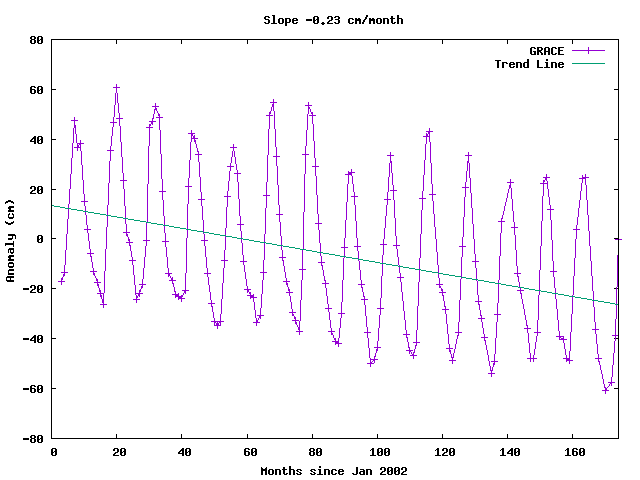 Slope -0.23 cm/month
GRACE
Trend Line
80
60
40
20
0
-20
-40
-60
-80
Anomaly (cm)
0 20 40 60 80 100 120 140 160
Months since Jan 2002